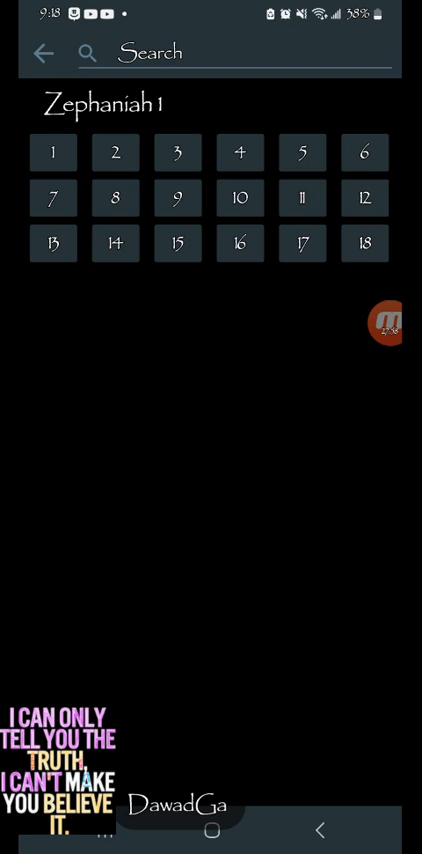 9:18 38%
Search
Zephaniah 1
1 2 3 4 5 6
7 8 9 10 11 12
13 14 15 16 17 18
I CAN ONLY
TELL YOU THE
TRUTH,
I CAN'T MAKE
YOU BELIEVE
IT.
DawadGa